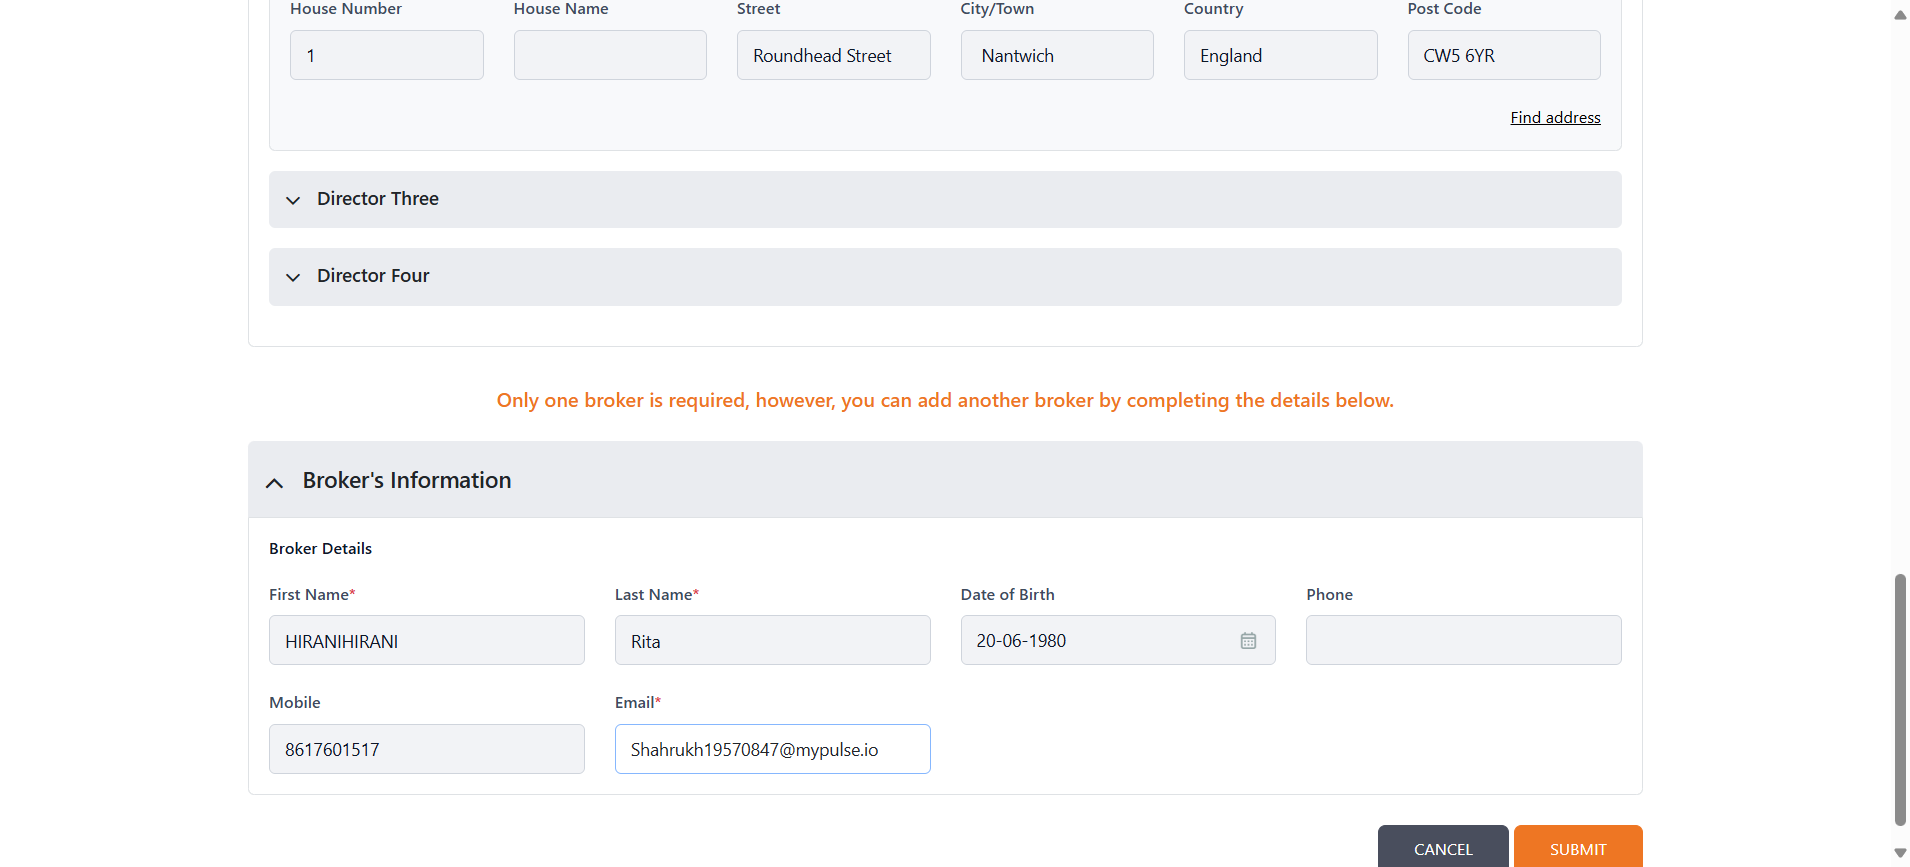 House Number House Name Street City/Town Country Post Code
1 Roundhead Street Nantwich England CW5 6YR
Find address
Director Three
Director Four
Only one broker is required, however, you can add another broker by completing the details below.
Broker's Information
Broker Details
First Name* Last Name* Date of Birth Phone
HIRANIHIRANI Rita 20-06-1980
Mobile Email*
8617601517 Shahrukh19570847@mypulse.io
CANCEL SUBMIT